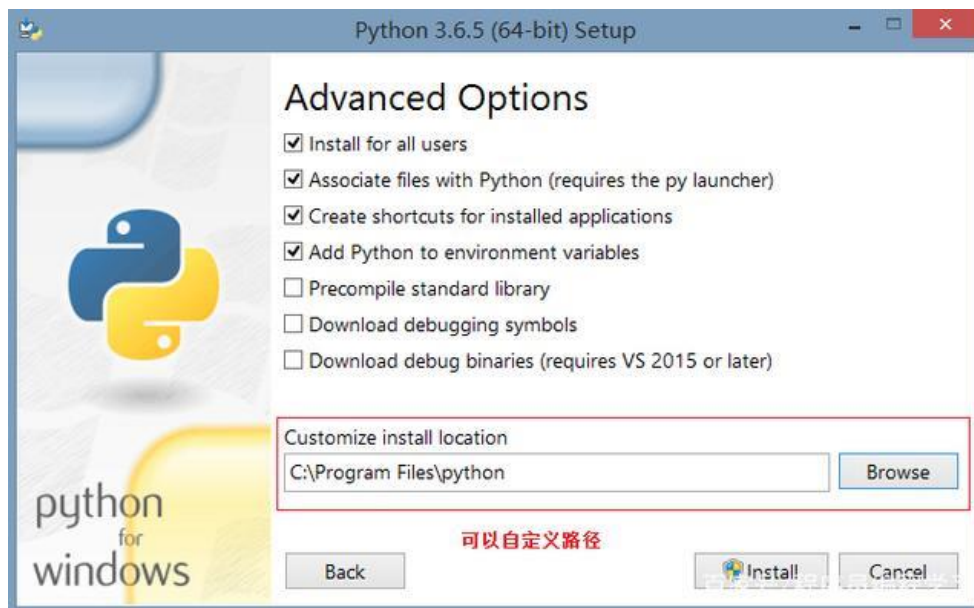 Python 3.6.5 (64-bit) Setup
Advanced Options
Install for all users
Associate files with Python (requires the py launcher)
Create shortcuts for installed applications
Add Python to environment variables
Precompile standard library
Download debugging symbols
Download debug binaries (requires VS 2015 or later)
Customize install location
C:\Program Files\python
Browse
可以自定义路径
python
for
windows
Back
Install
Cancel